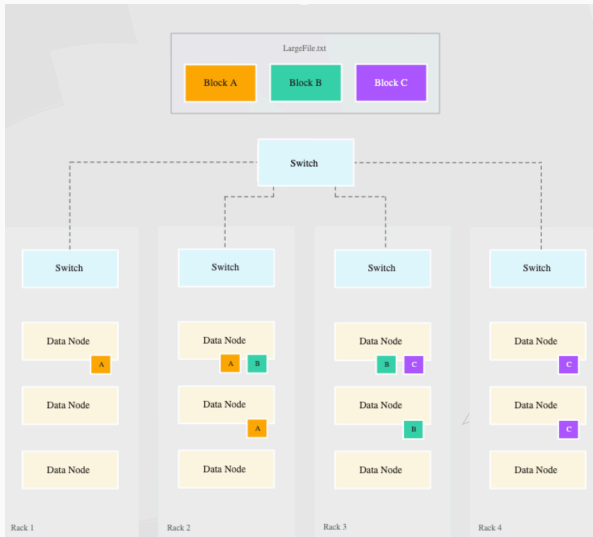 LargeFile.txt
Block A
Block B
Block C
Switch
Switch
Switch
Switch
Switch
Data Node
Data Node
Data Node
Data Node
A
A
B
B
C
C
Data Node
Data Node
Data Node
Data Node
A
B
C
Data Node
Data Node
Data Node
Data Node
Rack 1
Rack 2
Rack 3
Rack 4